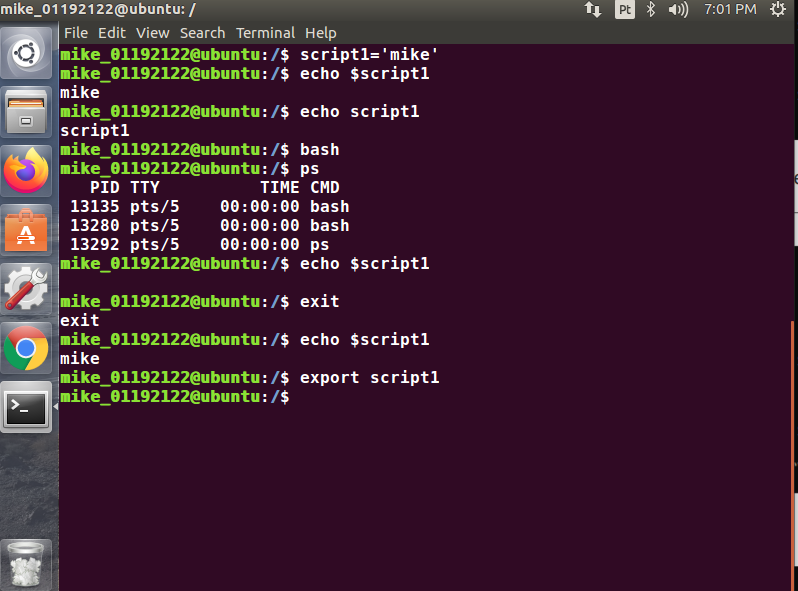 mike_01192122@ubuntu: /
Pt
7:01 PM
File Edit View Search Terminal Help
mike_01192122@ubuntu:/$ script1='mike'
mike_01192122@ubuntu:/$ echo $script1
mike
mike_01192122@ubuntu:/$ echo script1
script1
mike_01192122@ubuntu:/$ bash
mike_01192122@ubuntu:/$ ps
   PID TTY          TIME CMD
 13135 pts/5    00:00:00 bash
 13280 pts/5    00:00:00 bash
 13292 pts/5    00:00:00 ps
mike_01192122@ubuntu:/$ echo $script1
mike_01192122@ubuntu:/$ exit
exit
mike_01192122@ubuntu:/$ echo $script1
mike
mike_01192122@ubuntu:/$ export script1
mike_01192122@ubuntu:/$